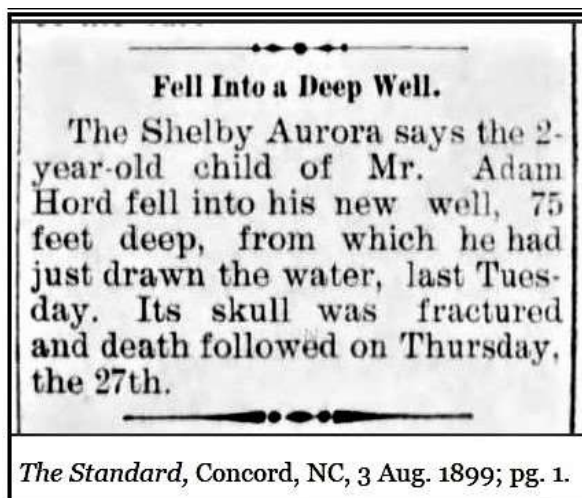 Fell Into a Deep Well.
The Shelby Aurora says the 2-
year-old child of Mr. Adam
Hord fell into his new well, 75
feet deep, from which he had
just drawn the water, last Tues-
day. Its skull was fractured
and death followed on Thursday,
the 27th.
The Standard, Concord, NC, 3 Aug. 1899; pg. 1.